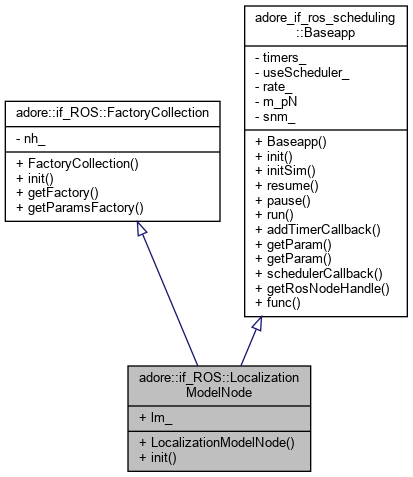 adore_if_ros_scheduling
::Baseapp
- timers_
- useScheduler_
- rate_
- m_pN
- snm_
+ Baseapp()
+ init()
+ initSim()
+ resume()
+ pause()
+ run()
+ addTimerCallback()
+ getParam()
+ getParam()
+ schedulerCallback()
+ getRosNodeHandle()
+ func()
adore::if_ROS::FactoryCollection
- nh_
+ FactoryCollection()
+ init()
+ getFactory()
+ getParamsFactory()
adore::if_ROS::Localization
ModelNode
+ lm_
+ LocalizationModelNode()
+ init()